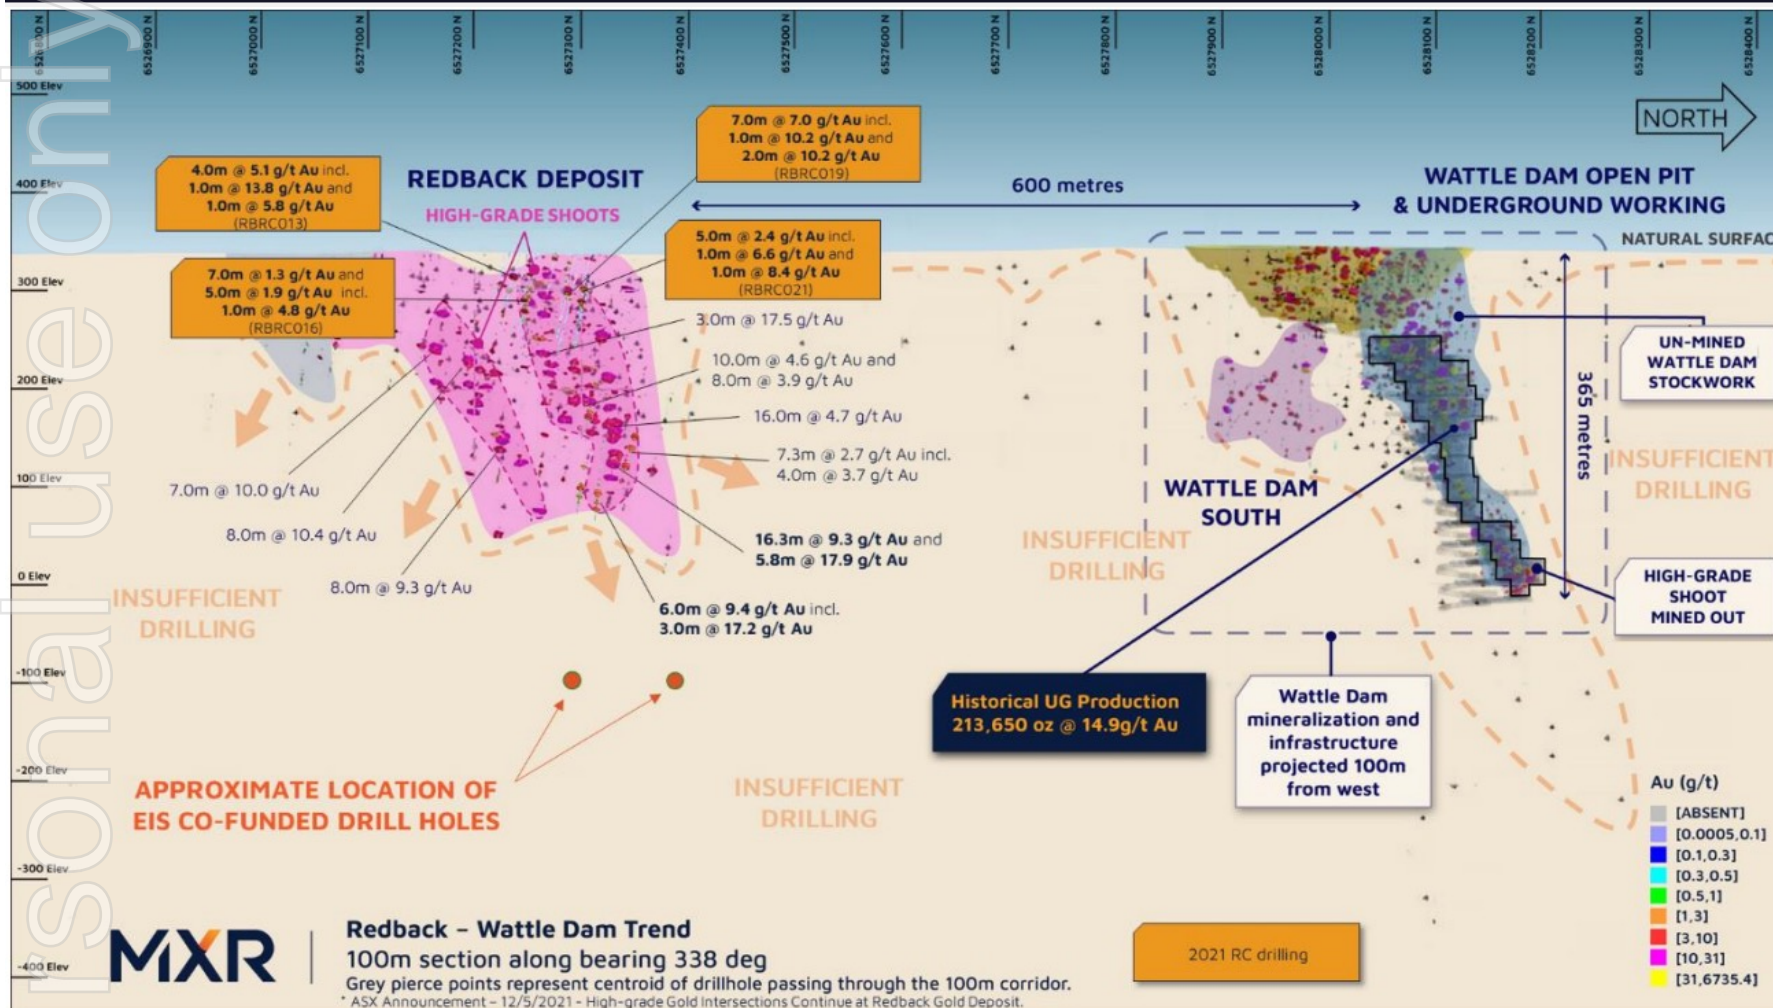 6526800 N
6526900 N
6527000 N
6527100 N
6527200 N
6527300 N
6527400 N
6527500 N
6527600 N
6527700 N
6527800 N
6527900 N
6528000 N
6528100 N
6528200 N
6528300 N
6528400 N
500 Elev
400 Elev
300 Elev
200 Elev
100 Elev
0 Elev
-100 Elev
-200 Elev
-300 Elev
-400 Elev
rsonal use only
NORTH
4.0m @ 5.1 g/t Au incl.
1.0m @ 13.8 g/t Au and
1.0m @ 5.8 g/t Au
(RBRC013)
REDBACK DEPOSIT
HIGH-GRADE SHOOTS
7.0m @ 7.0 g/t Au incl.
1.0m @ 10.2 g/t Au and
2.0m @ 10.2 g/t Au
(RBRC019)
600 metres
WATTLE DAM OPEN PIT
& UNDERGROUND WORKING
NATURAL SURFAC
7.0m @ 1.3 g/t Au and
5.0m @ 1.9 g/t Au incl.
1.0m @ 4.8 g/t Au
(RBRC016)
5.0m @ 2.4 g/t Au incl.
1.0m @ 6.6 g/t Au and
1.0m @ 8.4 g/t Au
(RBRC021)
3.0m @ 17.5 g/t Au
10.0m @ 4.6 g/t Au and
8.0m @ 3.9 g/t Au
16.0m @ 4.7 g/t Au
7.3m @ 2.7 g/t Au incl.
4.0m @ 3.7 g/t Au
16.3m @ 9.3 g/t Au and
5.8m @ 17.9 g/t Au
6.0m @ 9.4 g/t Au incl.
3.0m @ 17.2 g/t Au
7.0m @ 10.0 g/t Au
8.0m @ 10.4 g/t Au
8.0m @ 9.3 g/t Au
INSUFFICIENT
DRILLING
INSUFFICIENT
DRILLING
INSUFFICIENT
DRILLING
INSUFFICIENT
DRILLING
WATTLE DAM
SOUTH
365 metres
UN-MINED
WATTLE DAM
STOCKWORK
HIGH-GRADE
SHOOT
MINED OUT
Historical UG Production
213,650 oz @ 14.9g/t Au
Wattle Dam
mineralization and
infrastructure
projected 100m
from west
APPROXIMATE LOCATION OF
EIS CO-FUNDED DRILL HOLES
Au (g/t)
[ABSENT]
[0.0005,0.1]
[0.1,0.3]
[0.3,0.5]
[0.5,1]
[1,3]
[3,10]
[10,31]
[31,6735.4]
2021 RC drilling
MXR
Redback – Wattle Dam Trend
100m section along bearing 338 deg
Grey pierce points represent centroid of drillhole passing through the 100m corridor.
* ASX Announcement – 12/5/2021 - High-grade Gold Intersections Continue at Redback Gold Deposit.